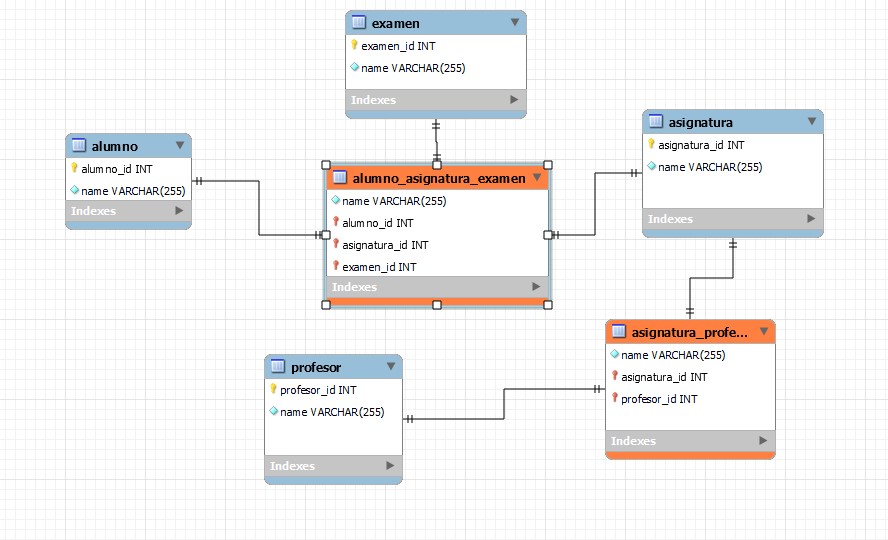 examen
examen_id INT
name VARCHAR(255)
Indexes
asignatura
asignatura_id INT
name VARCHAR(255)
Indexes
alumno
alumno_id INT
name VARCHAR(255)
Indexes
alumno_asignatura_examen
name VARCHAR(255)
alumno_id INT
asignatura_id INT
examen_id INT
Indexes
asignatura_profe...
name VARCHAR(255)
asignatura_id INT
profesor_id INT
Indexes
profesor
profesor_id INT
name VARCHAR(255)
Indexes